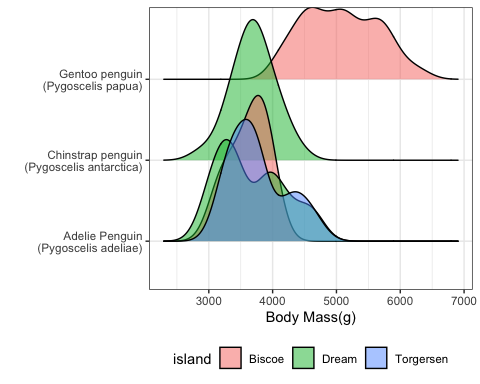 Gentoo penguin
(Pygoscelis papua)
Chinstrap penguin
(Pygoscelis antarctica)
Adelie Penguin
(Pygoscelis adeliae)
3000 4000 5000 6000 7000
Body Mass(g)
island Biscoe Dream Torgersen